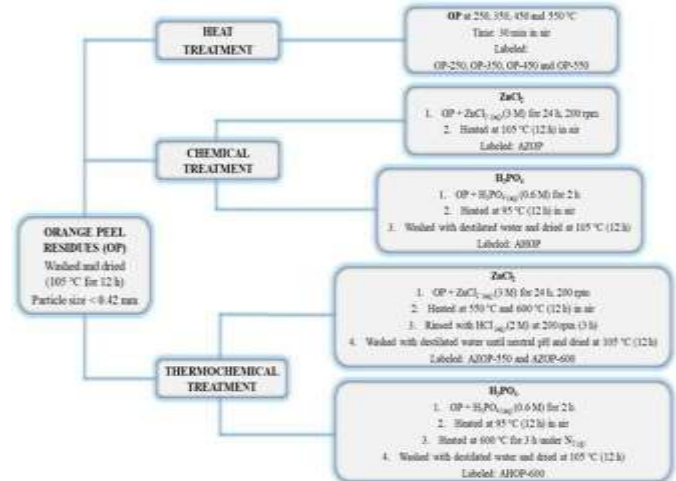 HEAT
TREATMENT
OP at 250, 350, 450 and 550 °C
Time: 30 min in air
Labeled:
OP-250, OP-350, OP-450 and OP-550
ORANGE PEEL
RESIDUES (OP)
Washed and dried
(105 °C for 12 h)
Particle size < 0.42 mm
CHEMICAL
TREATMENT
ZnCl2
1. OP + ZnCl2 (aq) (3 M) for 24 h, 200 rpm
2. Heated at 105 °C (12 h) in air
Labeled: AZOP
H3PO4
1. OP + H3PO4(aq) (0.6 M) for 2 h
2. Heated at 95 °C (12 h) in air
3. Washed with destilated water and dried at 105 °C (12 h)
Labeled: AHOP
THERMOCHEMICAL
TREATMENT
ZnCl2
1. OP + ZnCl2 (aq) (3 M) for 24 h, 200 rpm
2. Heated at 550 °C and 600 °C (12 h) in air
3. Rinsed with HCl (aq) (2 M) at 200 rpm (3 h)
4. Washed with destilated water until neutral pH and dried at 105 °C (12 h)
Labeled: AZOP-550 and AZOP-600
H3PO4
1. OP + H3PO4(aq) (0.6 M) for 2 h
2. Heated at 95 °C (12 h) in air
3. Heated at 600 °C for 3 h under N2 (g)
4. Washed with destilated water and dried at 105 °C (12 h)
Labeled: AHOP-600